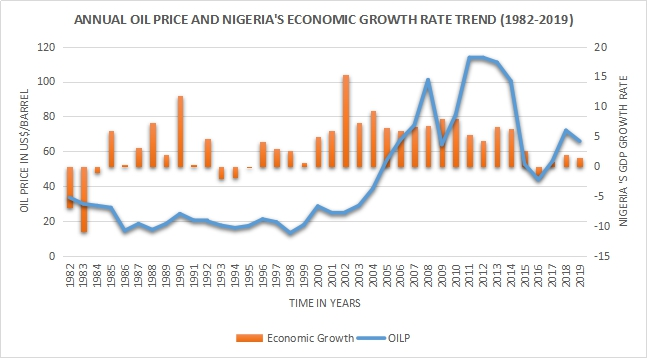 ANNUAL OIL PRICE AND NIGERIA'S ECONOMIC GROWTH RATE TREND (1982-2019)
OIL PRICE IN US$/BARREL
120
100
80
60
40
20
0
20
15
10
5
0
-5
-10
-15
NIGERIA'S GDP GROWTH RATE
1982 1983 1984 1985 1986 1987 1988 1989 1990 1991 1992 1993 1994 1995 1996 1997 1998 1999 2000 2001 2002 2003 2004 2005 2006 2007 2008 2009 2010 2011 2012 2013 2014 2015 2016 2017 2018 2019
TIME IN YEARS
Economic Growth OILP